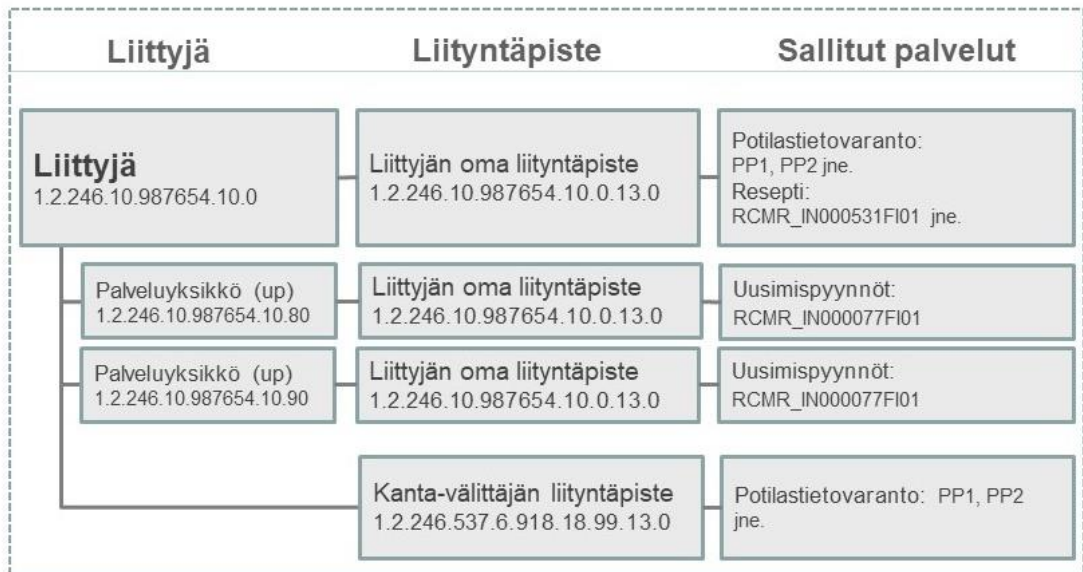 Liittyjä
Liityntäpiste
Sallitut palvelut
Liittyjä
1.2.246.10.987654.10.0
Liittyjän oma liityntäpiste
1.2.246.10.987654.10.0.13.0
Potilastietovaranto:
PP1, PP2 jne.
Resepti:
RCMR_IN000531FI01 jne.
Palveluyksikkö (up)
1.2.246.10.987654.10.80
Liittyjän oma liityntäpiste
1.2.246.10.987654.10.0.13.0
Uusimispyynnöt:
RCMR_IN000077FI01
Palveluyksikkö (up)
1.2.246.10.987654.10.90
Liittyjän oma liityntäpiste
1.2.246.10.987654.10.0.13.0
Uusimispyynnöt:
RCMR_IN000077FI01
Kanta-välittäjän liityntäpiste
1.2.246.537.6.918.18.99.13.0
Potilastietovaranto: PP1, PP2
jne.